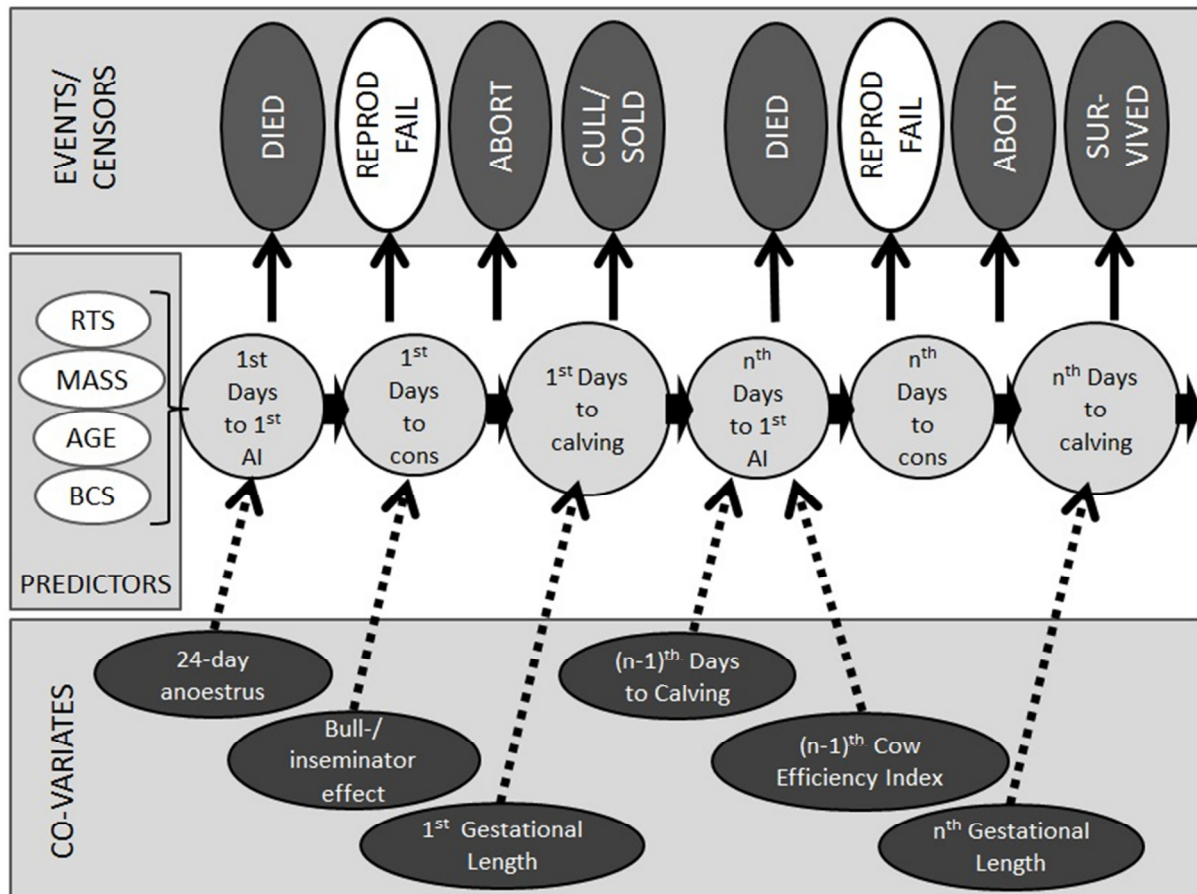 EVENTS/
CENSORS
DIED
REPROD
FAIL
ABORT
CULL/
SOLD
DIED
REPROD
FAIL
ABORT
SUR-
VIVED
RTS
MASS
AGE
BCS
PREDICTORS
1st
Days
to 1st
AI
1st
Days
to
cons
1st Days
to
calving
nth
Days
to 1st
AI
nth
Days
to
cons
nth Days
to
calving
CO-VARIATES
24-day
anoestrus
Bull-/
inseminator
effect
1st Gestational
Length
(n-1)th Days
to Calving
(n-1)th Cow
Efficiency Index
nth Gestational
Length